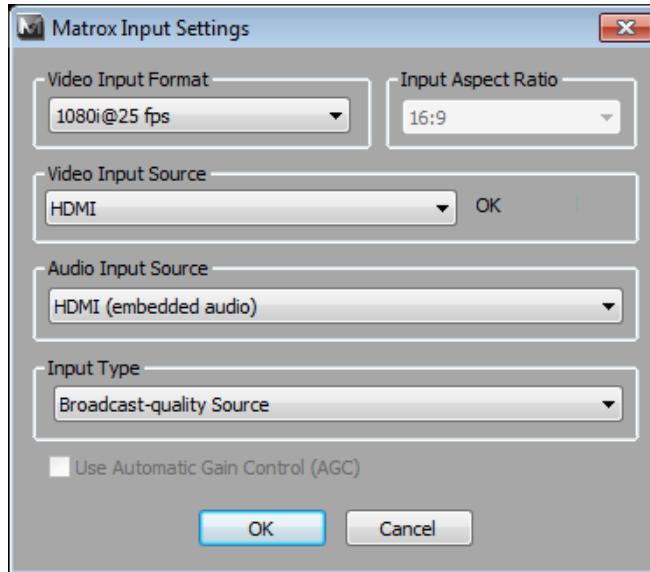 Matrox Input Settings
Video Input Format
Input Aspect Ratio
1080i@25 fps
16:9
Video Input Source
HDMI
OK
Audio Input Source
HDMI (embedded audio)
Input Type
Broadcast-quality Source
Use Automatic Gain Control (AGC)
OK
Cancel